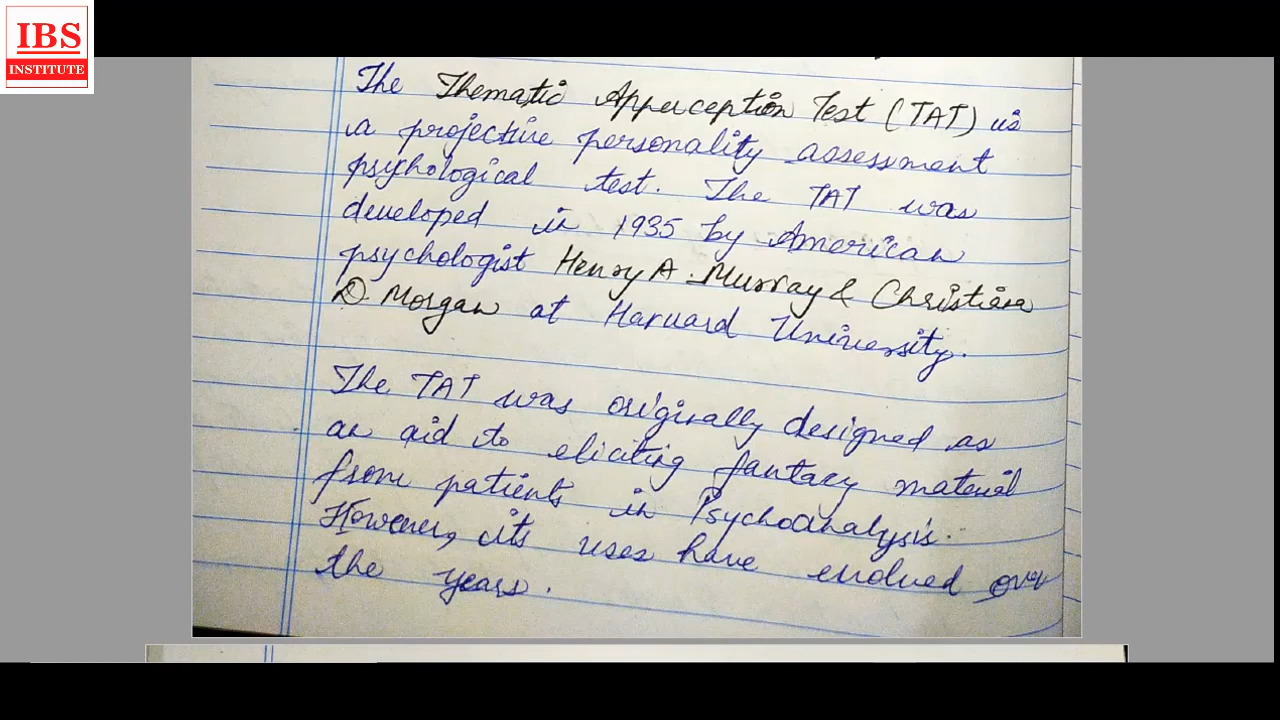 IBS
INSTITUTE
The Thematic Apperception Test (TAT) is
a projective personality assessment
psychological test. The TAT was
developed in 1935 by American
psychologist Henry A. Murray & Christiana
D. Morgan at Harvard University.
The TAT was originally designed as
an aid to eliciting fantacy material
from patients in Psychoanalysis.
However, its uses have evolved over
the years.